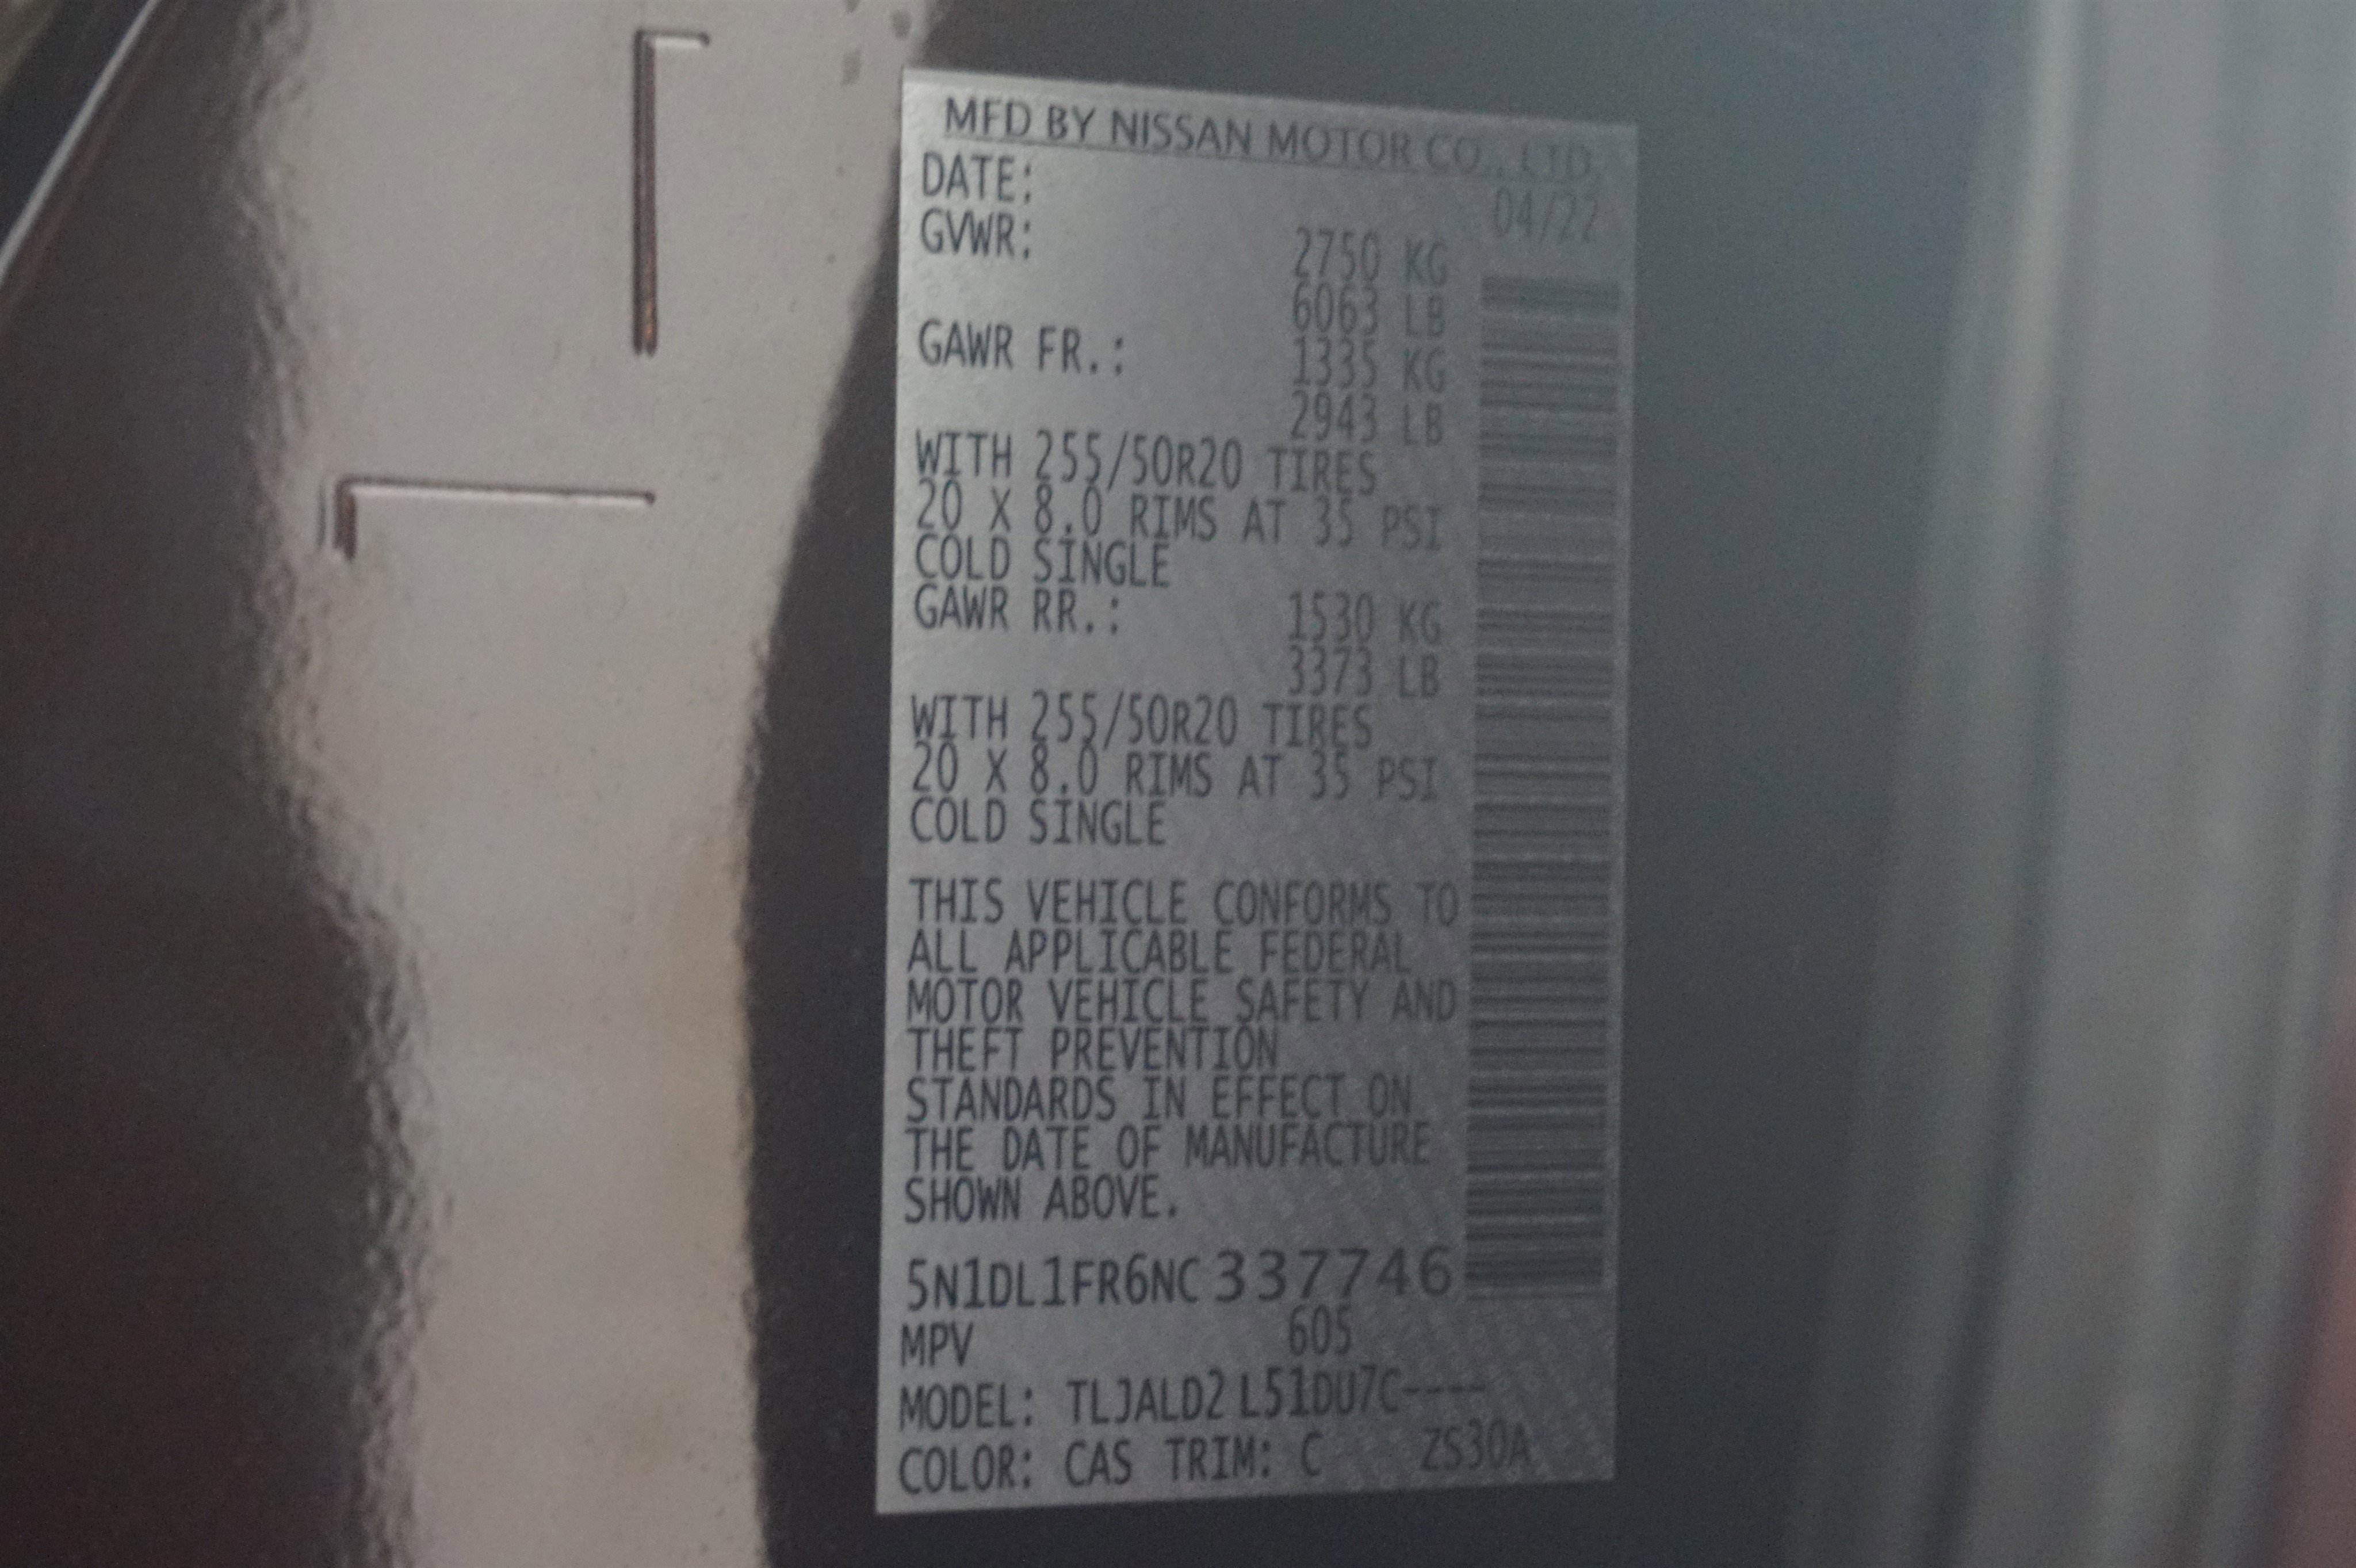 MFD BY NISSAN MOTOR CO., LTD.
DATE: 04/22
GVWR: 2750 KG
6063 LB
GAWR FR.: 1335 KG
2943 LB
WITH 255/50R20 TIRES
20 X 8.0 RIMS AT 35 PSI
COLD SINGLE
GAWR RR.: 1530 KG
3373 LB
WITH 255/50R20 TIRES
20 X 8.0 RIMS AT 35 PSI
COLD SINGLE
THIS VEHICLE CONFORMS TO
ALL APPLICABLE FEDERAL
MOTOR VEHICLE SAFETY AND
THEFT PREVENTION
STANDARDS IN EFFECT ON
THE DATE OF MANUFACTURE
SHOWN ABOVE.
5N1DL1FR6NC337746
MPV 605
MODEL: TLJALD2 L51DU7C----
COLOR: CAS TRIM: C ZS30A